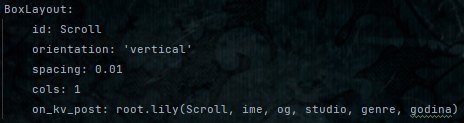 BoxLayout:
    id: Scroll
    orientation: 'vertical'
    spacing: 0.01
    cols: 1
    on_kv_post: root.lily(Scroll, ime, og, studio, genre, godina)